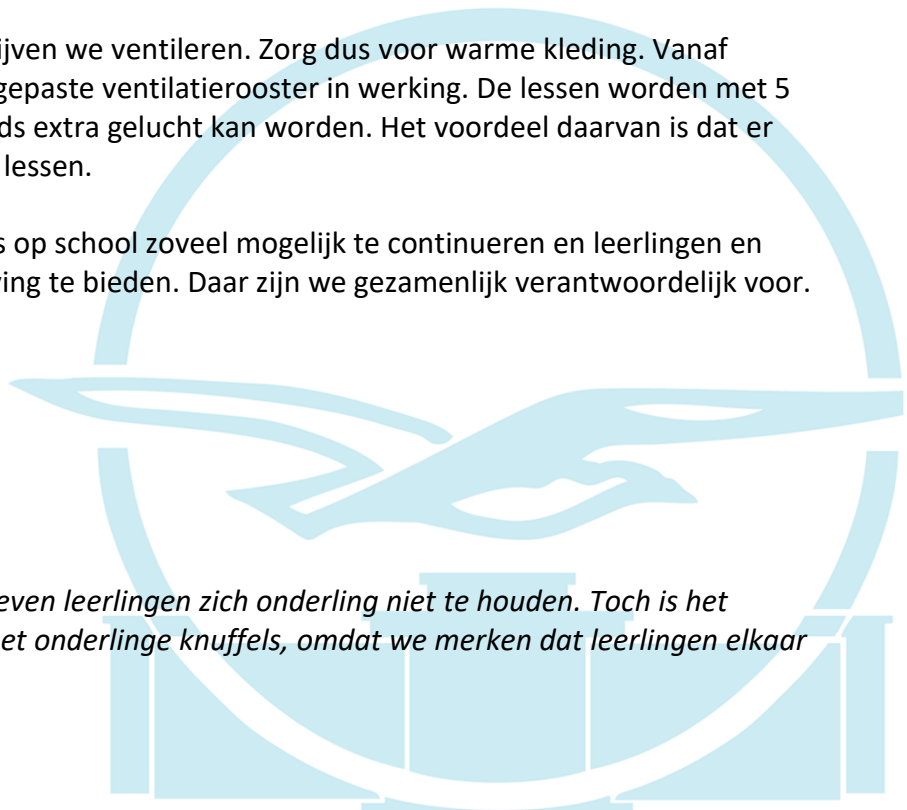 ijven we ventileren. Zorg dus voor warme kleding. Vanaf
gepaste ventilatierooster in werking. De lessen worden met 5
ds extra gelucht kan worden. Het voordeel daarvan is dat er
lessen.
s op school zoveel mogelijk te continueren en leerlingen en
ving te bieden. Daar zijn we gezamenlijk verantwoordelijk voor.
even leerlingen zich onderling niet te houden. Toch is het
et onderlinge knuffels, omdat we merken dat leerlingen elkaar